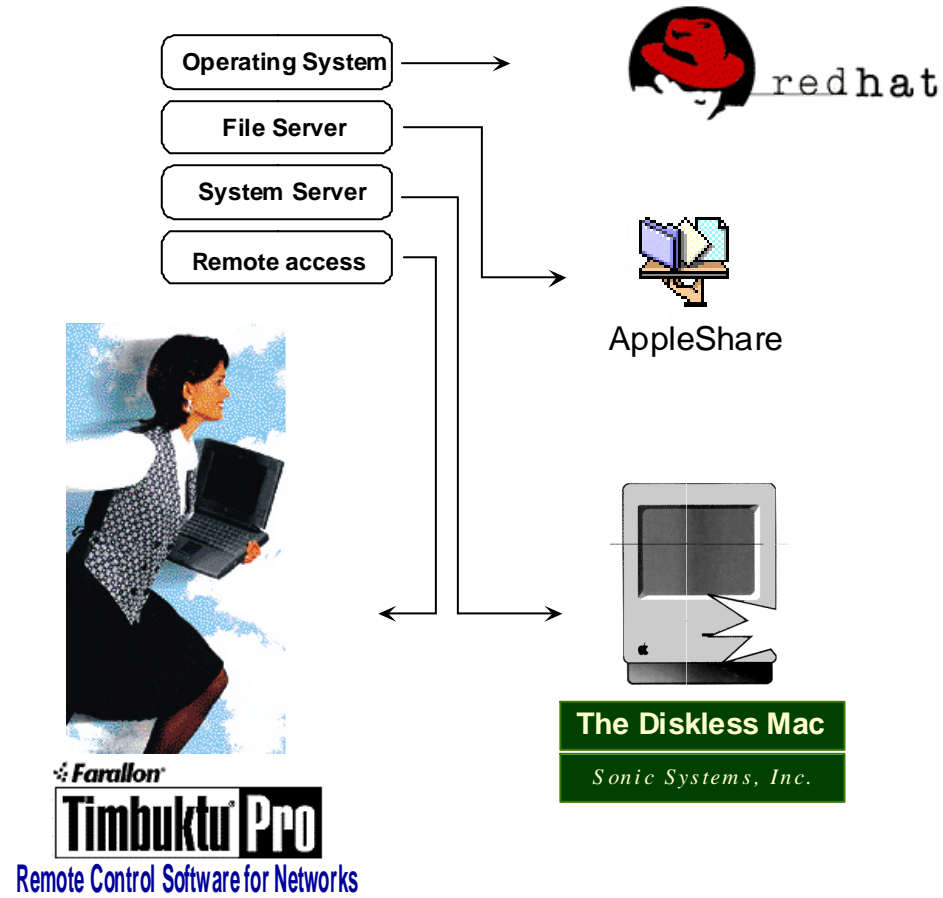 Operating System
redhat
File Server
System Server
Remote access
AppleShare
The Diskless Mac
Sonic Systems, Inc.
Farallon
Timbuktu Pro
Remote Control Software for Networks